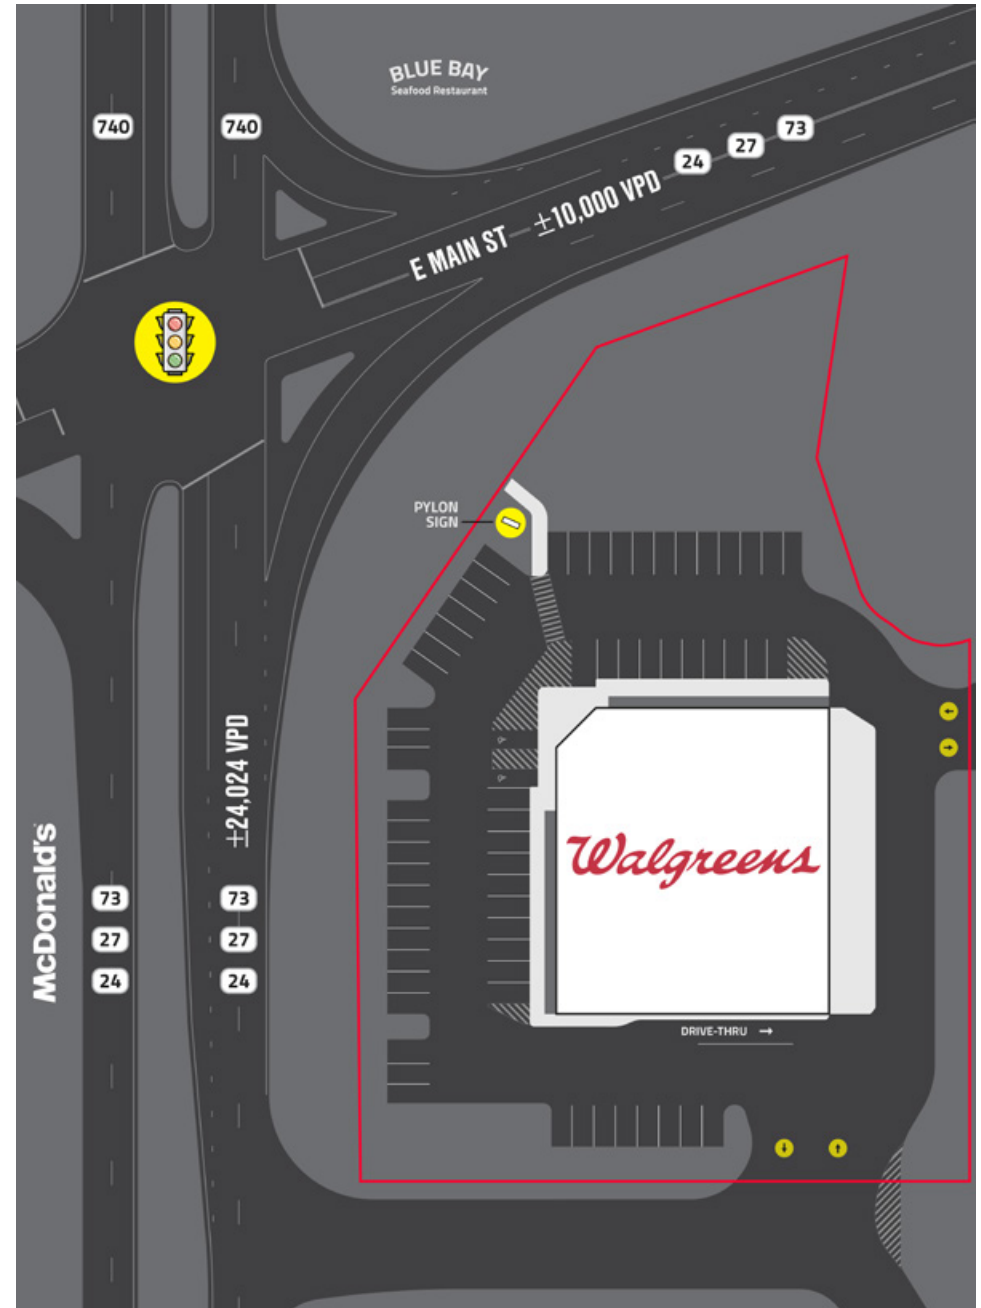 BLUE BAY
Seafood Restaurant
740
740
73
27
24
E MAIN ST
±10,000 VPD
PYLON
SIGN
±24,024 VPD
McDonald's
73
73
27
27
24
24
Walgreens
DRIVE-THRU →